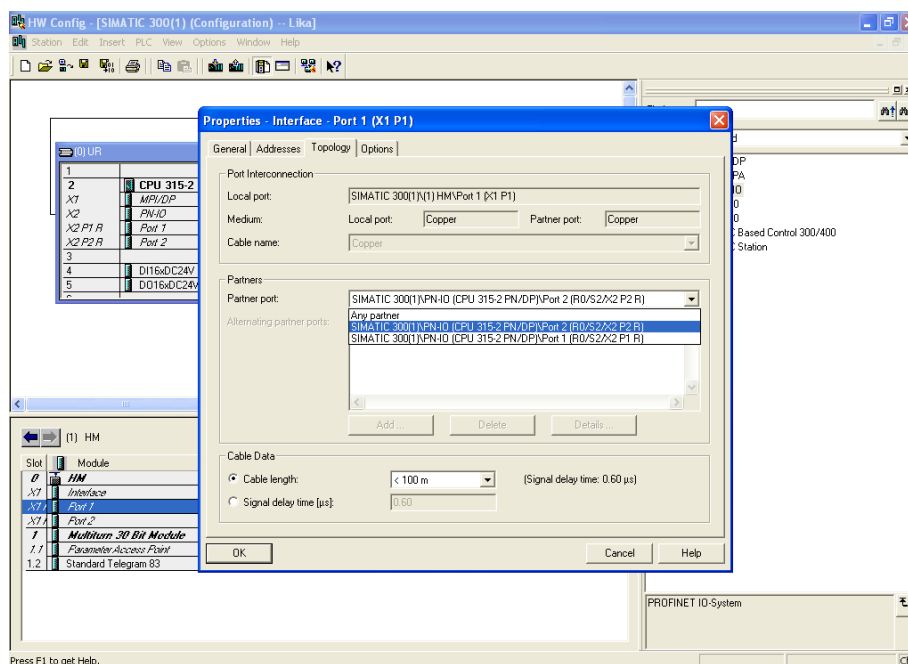 HW Config - [SIMATIC 300(1) (Configuration) -- Lika]
Station Edit Insert PLC View Options Window Help
(0) UR
1
2 CPU 315-2
X1 MPI/DP
X2 PN-IO
X2 P1 R Port 1
X2 P2 R Port 2
3
4 DI16xDC24V
5 DO16xDC24V
Properties - Interface - Port 1 (X1 P1)
General Addresses Topology Options
Port Interconnection
Local port: SIMATIC 300(1)\(1) HM\Port 1 (X1 P1)
Medium: Local port: Copper Partner port: Copper
Cable name: Copper
Partners
Partner port: SIMATIC 300(1)\PN-IO (CPU 315-2 PN/DP)\Port 2 (R0/S2/X2 P2 R)
Alternating partner ports:
Any partner
SIMATIC 300(1)\PN-IO (CPU 315-2 PN/DP)\Port 2 (R0/S2/X2 P2 R)
SIMATIC 300(1)\PN-IO (CPU 315-2 PN/DP)\Port 1 (R0/S2/X2 P1 R)
Add ... Delete Details ...
Cable Data
Cable length: < 100 m (Signal delay time: 0.60 µs)
Signal delay time [µs]: 0.60
OK Cancel Help
DP
PA
IO
0
0
C Based Control 300/400
C Station
(1) HM
Slot Module
0 HM
X1 Interface
X1 Port 1
X1 Port 2
1 Multiturn 30 Bit Module
1.1 Parameter Access Point
1.2 Standard Telegram 83
PROFINET IO-System
Press F1 to get Help.